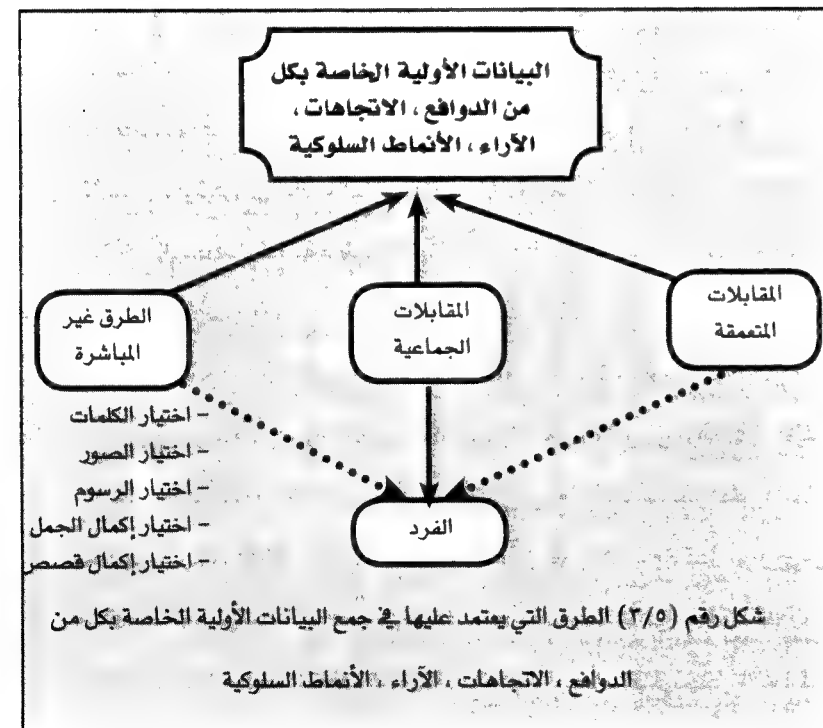 البيانات الأولية الخاصة بكل
من الدوافع ، الاتجاهات ،
الآراء ، الأنماط السلوكية
المقابلات
المتعمقة
المقابلات
الجماعية
الطرق غير
المباشرة
– اختيار الكلمات
– اختيار الصور
– اختيار الرسوم
– اختيار إكمال الجمل
– اختيار إكمال قصص
الفرد
شكل رقم (٣/٥) الطرق التي يعتمد عليها في جمع البيانات الأولية الخاصة بكل من
الدوافع ، الاتجاهات ، الآراء ، الأنماط السلوكية